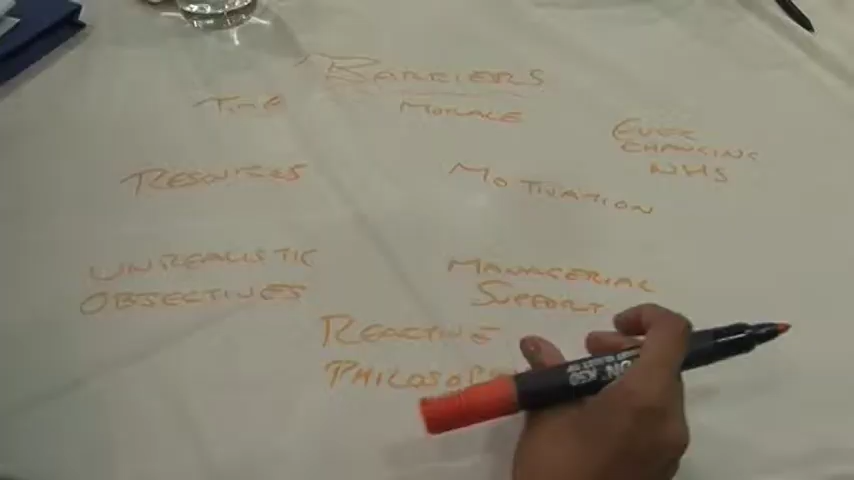 BARRIERS
TIME
MORALE
EVER
CHANGING
NHS
RESOURCES
MOTIVATION
UNREALISTIC
OBJECTIVES
MANAGERIAL
SUPPORT
REACTIVE